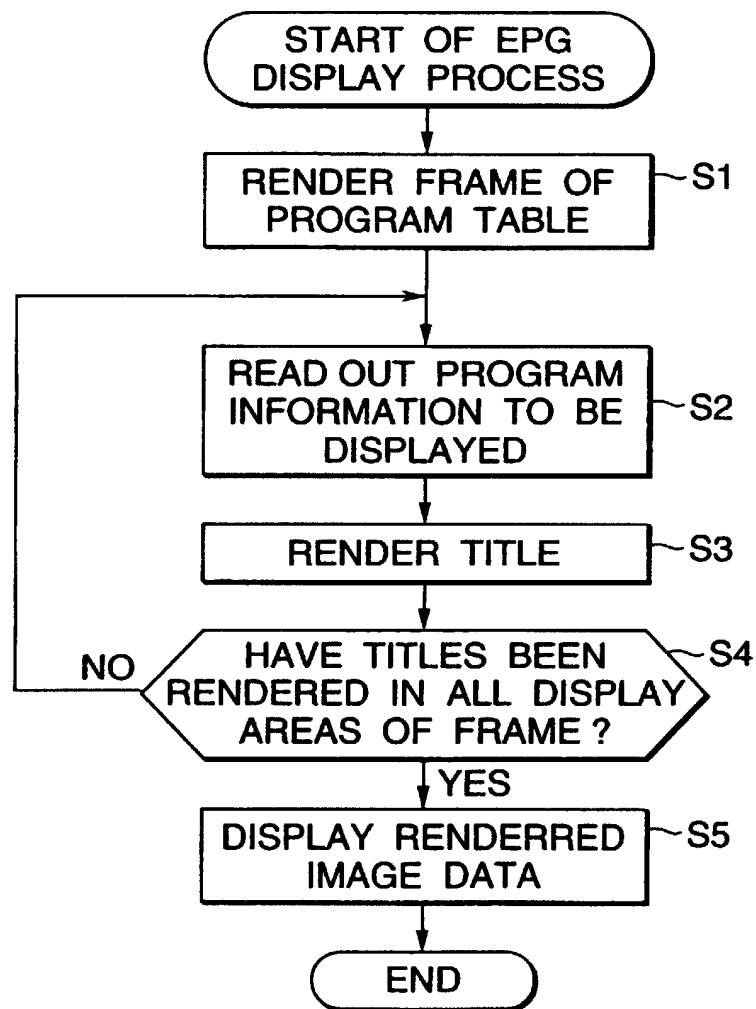 START OF EPG
DISPLAY PROCESS
RENDER FRAME OF
PROGRAM TABLE
S1
READ OUT PROGRAM
INFORMATION TO BE
DISPLAYED
S2
RENDER TITLE
S3
HAVE TITLES BEEN
RENDERED IN ALL DISPLAY
AREAS OF FRAME ?
S4
NO
YES
DISPLAY RENDERRED
IMAGE DATA
S5
END